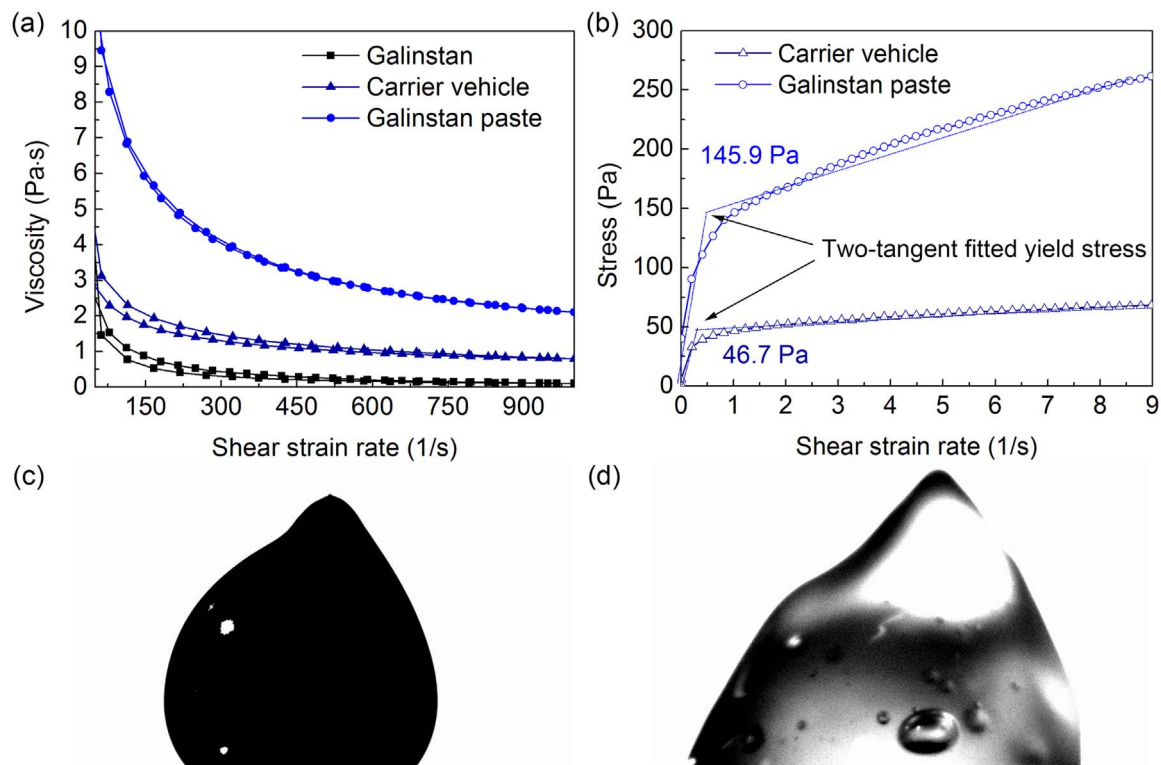 (a)
10
9
8
7
6
5
4
3
2
1
0
Viscosity (Pa·s)
Galinstan
Carrier vehicle
Galinstan paste
150 300 450 600 750 900
Shear strain rate (1/s)
(b)
300
250
200
150
100
50
0
Stress (Pa)
Carrier vehicle
Galinstan paste
145.9 Pa
Two-tangent fitted yield stress
46.7 Pa
0 1 2 3 4 5 6 7 8 9
Shear strain rate (1/s)
(c)
(d)